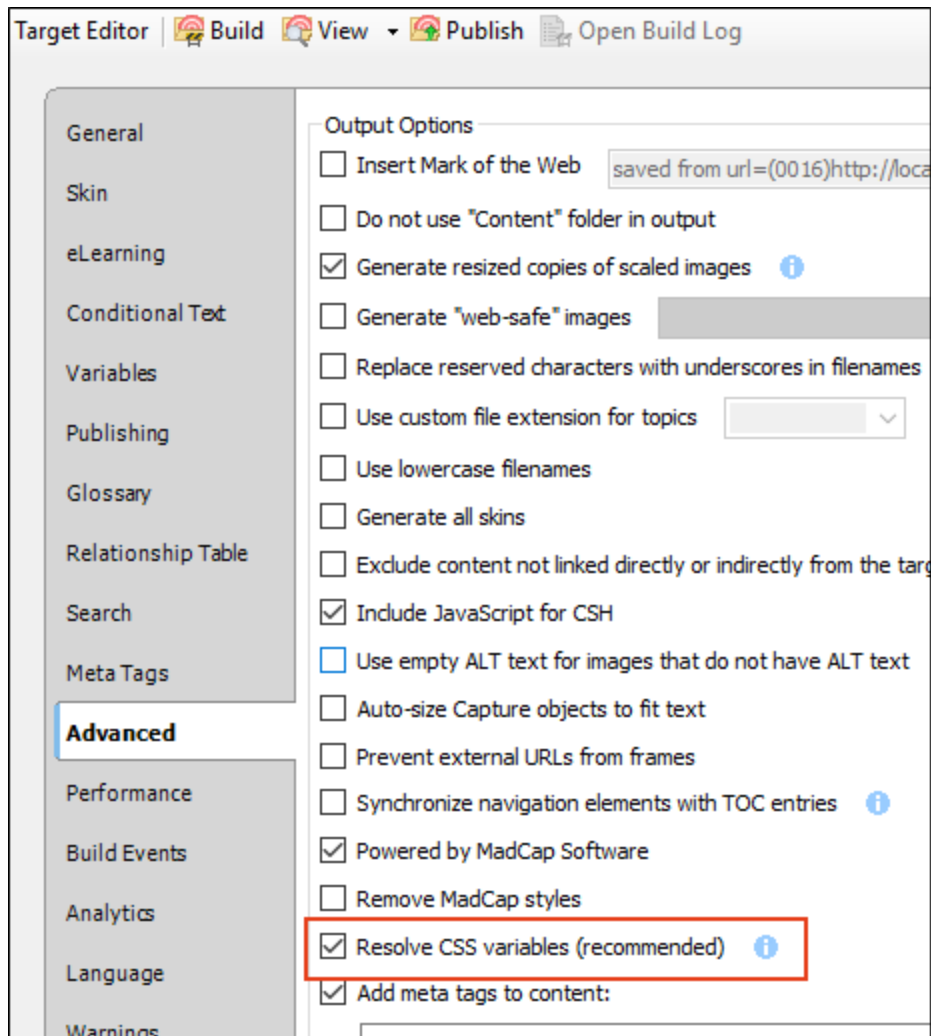 Target Editor Build View Publish Open Build Log
General
Skin
eLearning
Conditional Text
Variables
Publishing
Glossary
Relationship Table
Search
Meta Tags
Advanced
Performance
Build Events
Analytics
Language
Warnings
Output Options
Insert Mark of the Web saved from url=(0016)http://loca
Do not use "Content" folder in output
Generate resized copies of scaled images
Generate "web-safe" images
Replace reserved characters with underscores in filenames
Use custom file extension for topics
Use lowercase filenames
Generate all skins
Exclude content not linked directly or indirectly from the targ
Include JavaScript for CSH
Use empty ALT text for images that do not have ALT text
Auto-size Capture objects to fit text
Prevent external URLs from frames
Synchronize navigation elements with TOC entries
Powered by MadCap Software
Remove MadCap styles
Resolve CSS variables (recommended)
Add meta tags to content: